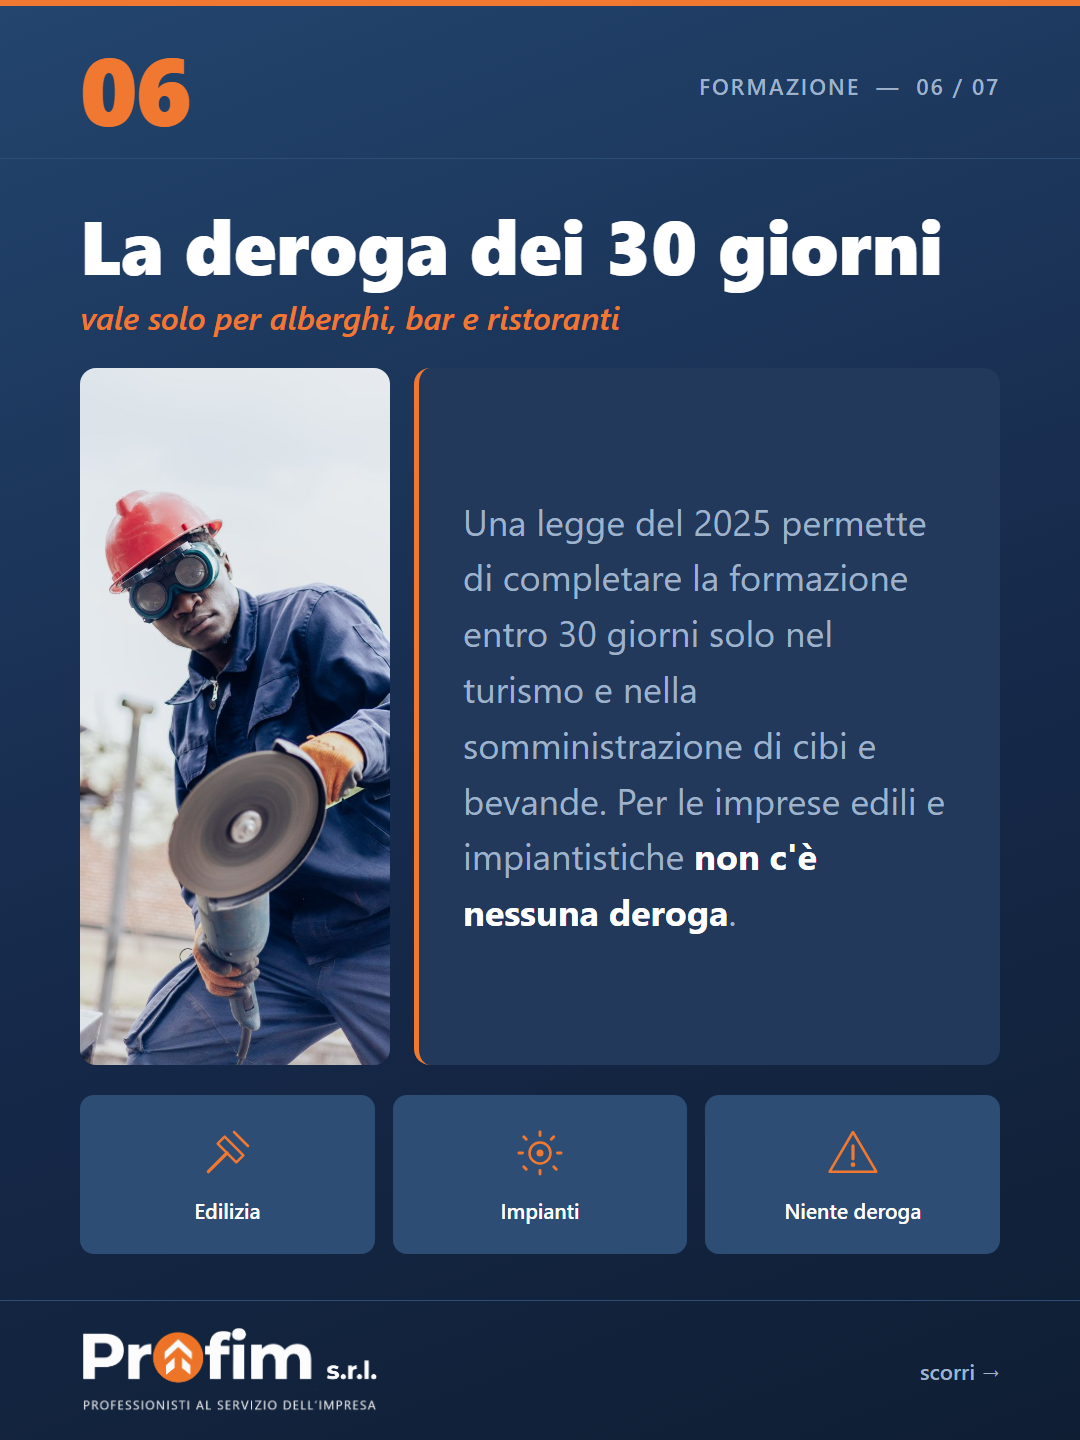 06
FORMAZIONE — 06 / 07
La deroga dei 30 giorni
vale solo per alberghi, bar e ristoranti
Una legge del 2025 permette
di completare la formazione
entro 30 giorni solo nel
turismo e nella
somministrazione di cibi e
bevande. Per le imprese edili e
impiantistiche non c'è
nessuna deroga.
Edilizia
Impianti
Niente deroga
Profim s.r.l.
PROFESSIONISTI AL SERVIZIO DELL'IMPRESA
scorri →